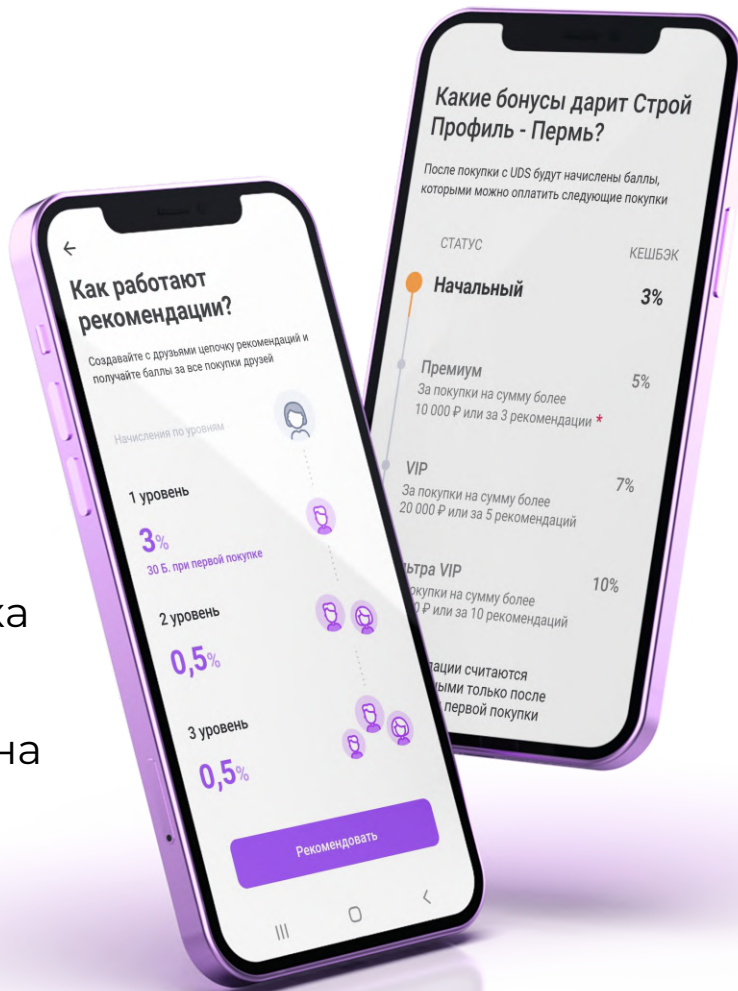 Как работают
рекомендации?
Создавайте с друзьями цепочку рекомендаций и
получайте баллы за все покупки друзей
Начисления по уровням
1 уровень
3%
30 Б. при первой покупке
2 уровень
0,5%
3 уровень
0,5%
Рекомендовать
Какие бонусы дарит Строй
Профиль - Пермь?
После покупки с UDS будут начислены баллы,
которыми можно оплатить следующие покупки
СТАТУС КЕШБЭК
Начальный 3%
Премиум 5%
За покупки на сумму более
10 000 ₽ или за 3 рекомендации *
VIP 7%
За покупки на сумму более
20 000 ₽ или за 5 рекомендаций
VIP 10%
на сумму более
₽ или за 10 рекомендаций
считаются
только после
первой покупки